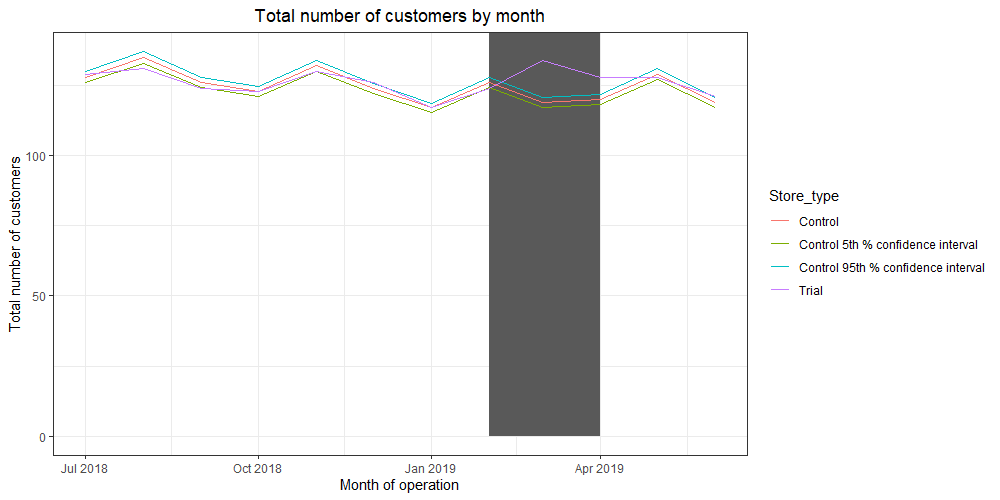 Total number of customers by month
Total number of customers
100
50
0
Jul 2018
Oct 2018
Jan 2019
Apr 2019
Month of operation
Store_type
Control
Control 5th % confidence interval
Control 95th % confidence interval
Trial